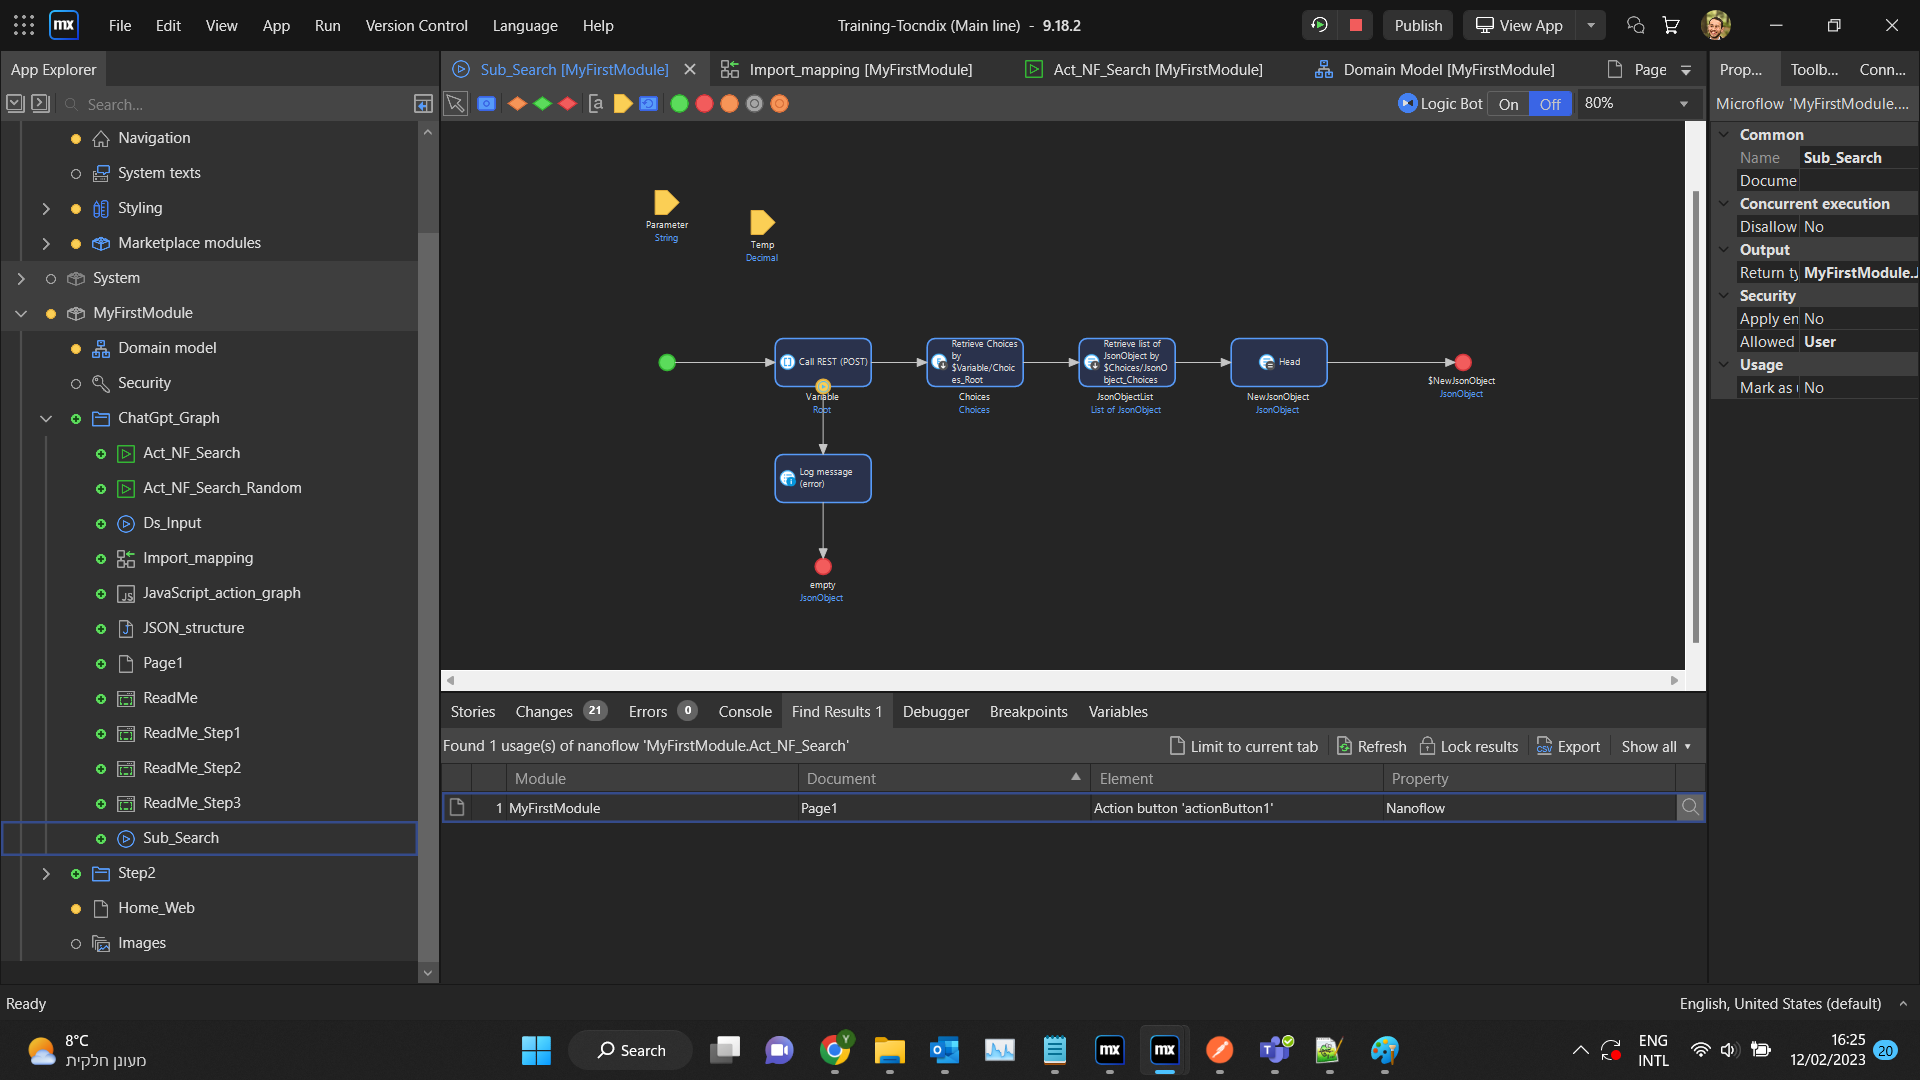 mx File Edit View App Run Version Control Language Help Training-Tocndix (Main line) - 9.18.2 Publish View App
App Explorer Sub_Search [MyFirstModule] Import_mapping [MyFirstModule] Act_NF_Search [MyFirstModule] Domain Model [MyFirstModule] Page Prop... Toolb... Conn...
Search... Logic Bot On Off 80% Microflow 'MyFirstModule....
Navigation
System texts
Styling
Marketplace modules
System
MyFirstModule
Domain model
Security
ChatGpt_Graph
Act_NF_Search
Act_NF_Search_Random
Ds_Input
Import_mapping
JavaScript_action_graph
JSON_structure
Page1
ReadMe
ReadMe_Step1
ReadMe_Step2
ReadMe_Step3
Sub_Search
Step2
Home_Web
Images
Parameter
String
Temp
Decimal
Call REST (POST)
Variable
Root
Retrieve Choices
by
$Variable/Choic
es_Root
Choices
Choices
Retrieve list of
JsonObject by
$Choices/JsonO
bject_Choices
JsonObjectList
List of JsonObject
Head
NewJsonObject
JsonObject
$NewJsonObject
JsonObject
Log message
(error)
empty
JsonObject
Common
Name Sub_Search
Docume
Concurrent execution
Disallow No
Output
Return ty MyFirstModule.J
Security
Apply en No
Allowed User
Usage
Mark as u No
Stories Changes 21 Errors 0 Console Find Results 1 Debugger Breakpoints Variables
Found 1 usage(s) of nanoflow 'MyFirstModule.Act_NF_Search' Limit to current tab Refresh Lock results CSV Export Show all
Module Document Element Property
1 MyFirstModule Page1 Action button 'actionButton1' Nanoflow
Ready English, United States (default)
8°C
מעונן חלקית
Search
mx mx
Y
ENG
INTL
16:25
12/02/2023
20